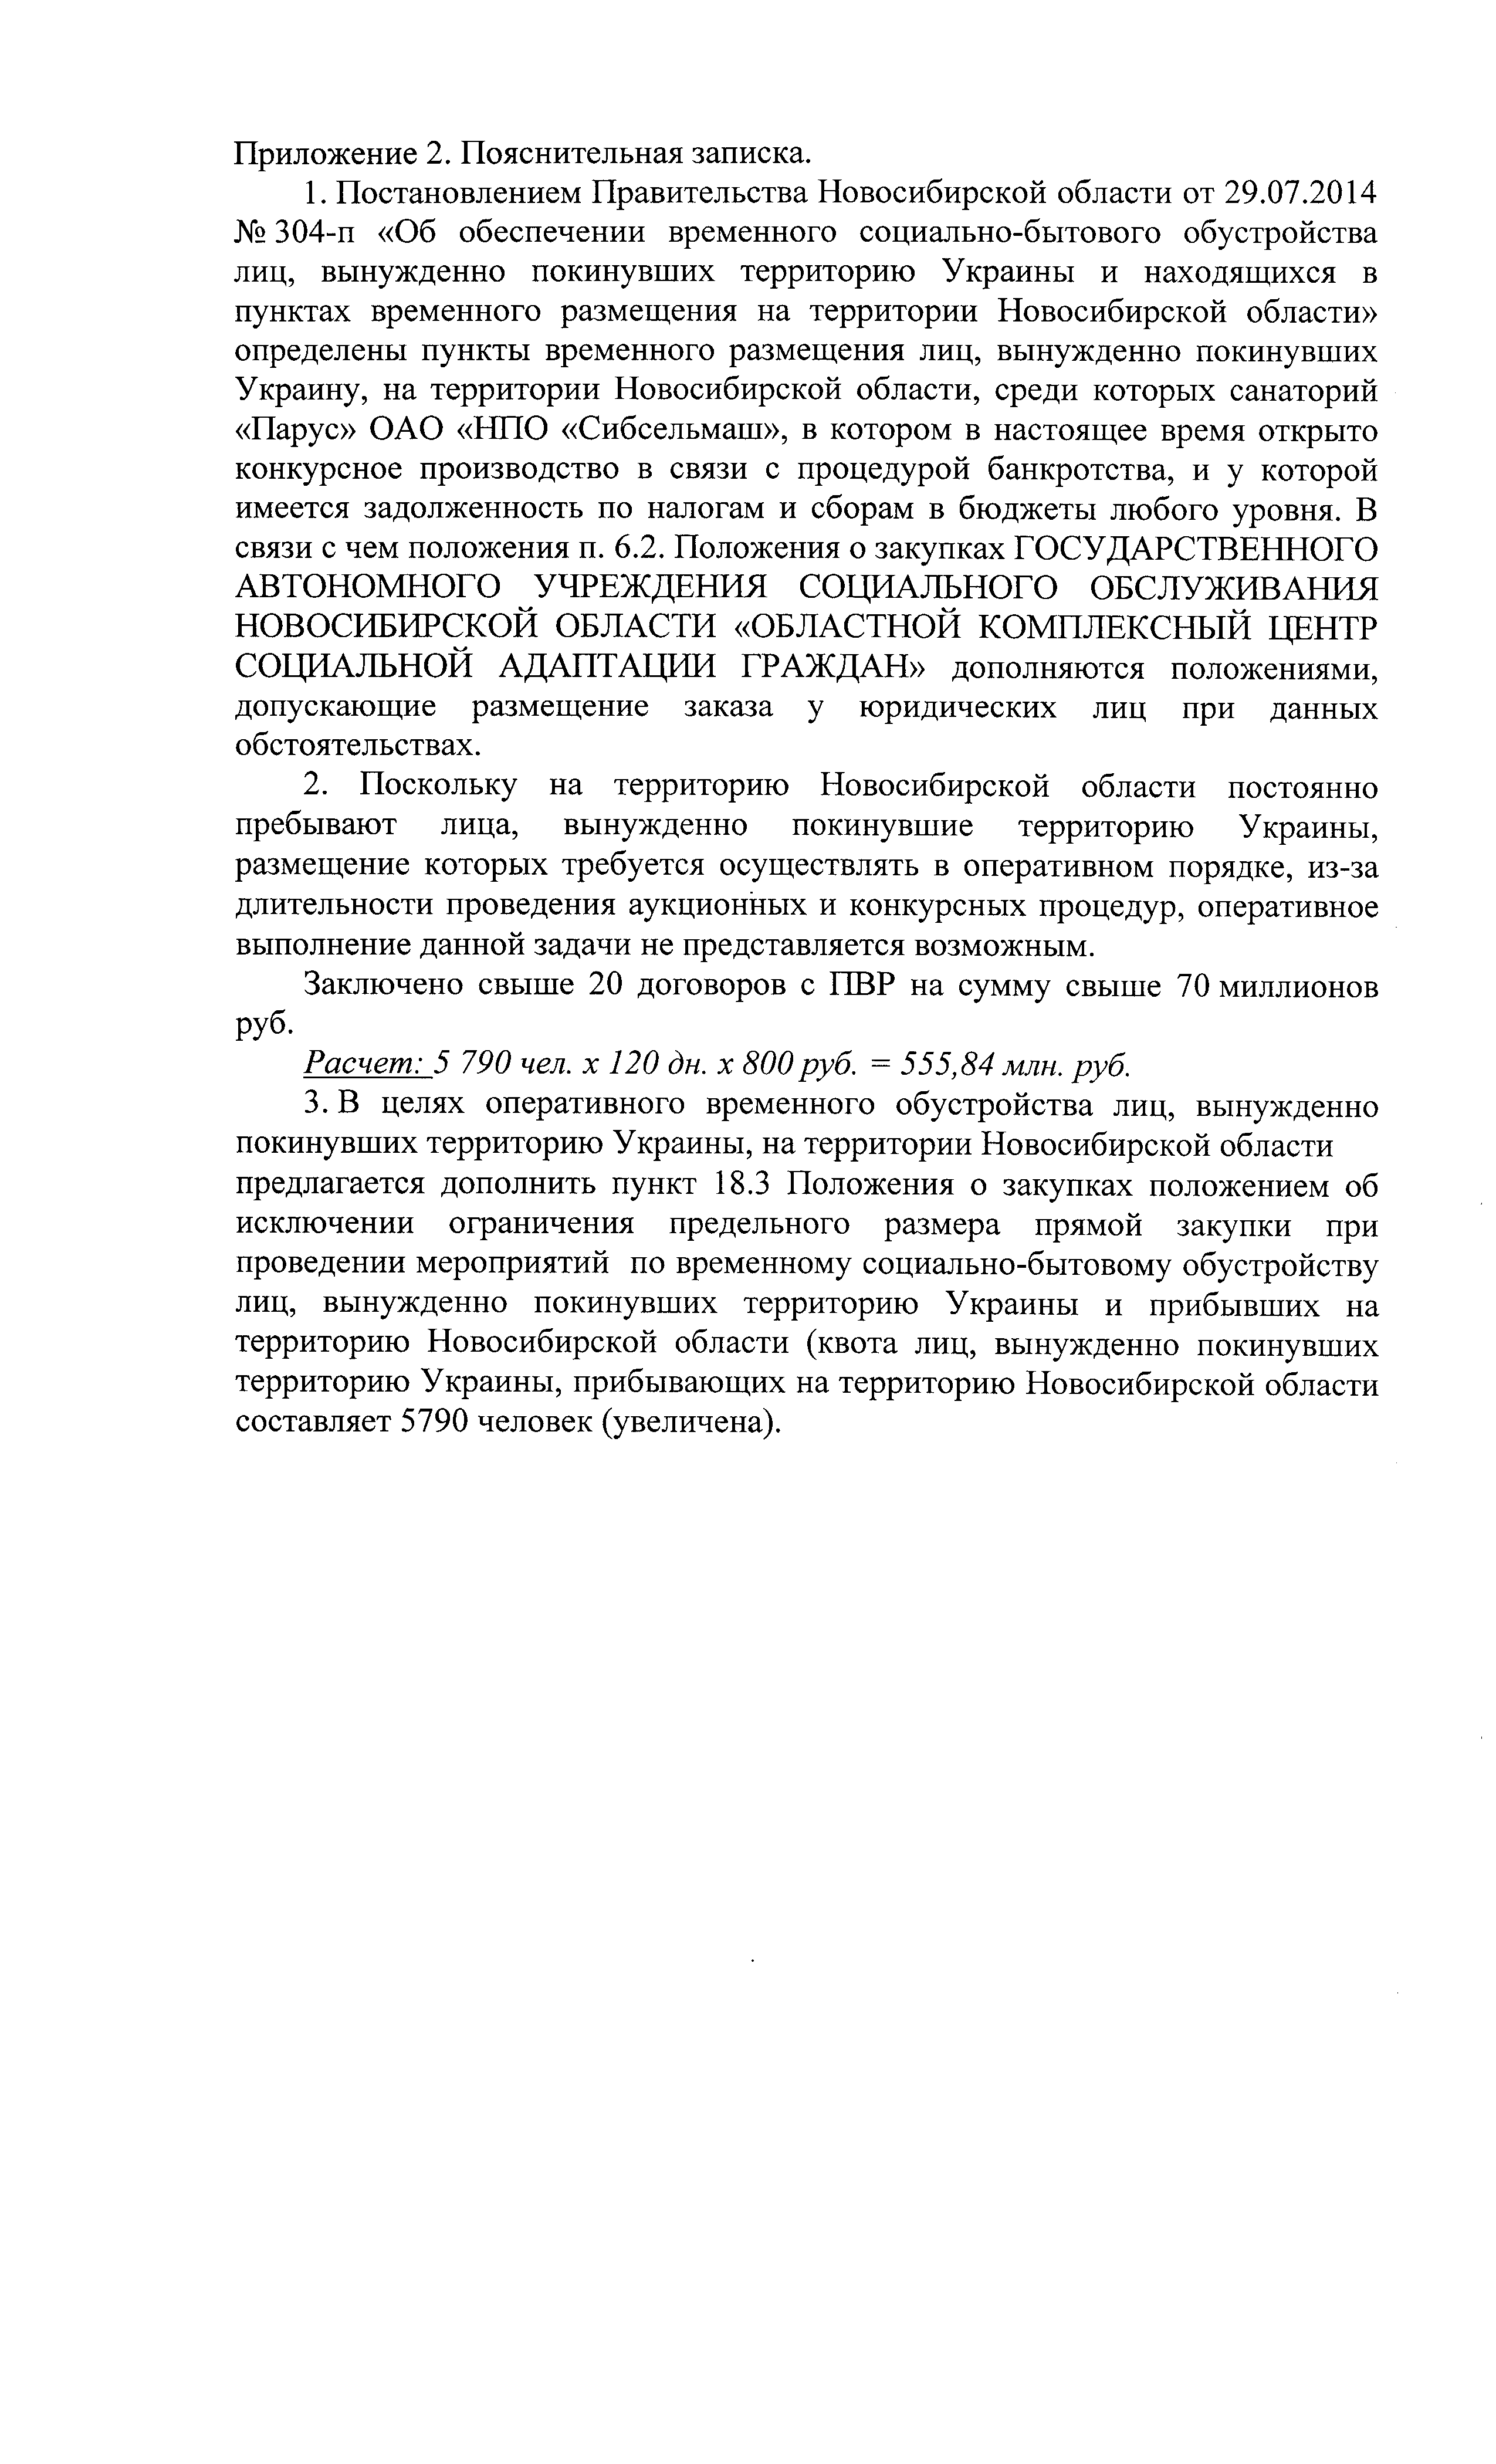 Приложение 2. Пояснительная записка.
1. Постановлением Правительства Новосибирской области от 29.07.2014
№ 304-п «Об обеспечении временного социально-бытового обустройства
лиц, вынужденно покинувших территорию Украины и находящихся в
пунктах временного размещения на территории Новосибирской области»
определены пункты временного размещения лиц, вынужденно покинувших
Украину, на территории Новосибирской области, среди которых санаторий
«Парус» ОАО «НПО «Сибсельмаш», в котором в настоящее время открыто
конкурсное производство в связи с процедурой банкротства, и у которой
имеется задолженность по налогам и сборам в бюджеты любого уровня. В
связи с чем положения п. 6.2. Положения о закупках ГОСУДАРСТВЕННОГО
АВТОНОМНОГО УЧРЕЖДЕНИЯ СОЦИАЛЬНОГО ОБСЛУЖИВАНИЯ
НОВОСИБИРСКОЙ ОБЛАСТИ «ОБЛАСТНОЙ КОМПЛЕКСНЫЙ ЦЕНТР
СОЦИАЛЬНОЙ АДАПТАЦИИ ГРАЖДАН» дополняются положениями,
допускающие размещение заказа у юридических лиц при данных
обстоятельствах.
2. Поскольку на территорию Новосибирской области постоянно
пребывают лица, вынужденно покинувшие территорию Украины,
размещение которых требуется осуществлять в оперативном порядке, из-за
длительности проведения аукционных и конкурсных процедур, оперативное
выполнение данной задачи не представляется возможным.
Заключено свыше 20 договоров с ПВР на сумму свыше 70 миллионов
руб.
Расчет: 5 790 чел. х 120 дн. х 800 руб. = 555,84 млн. руб.
3. В целях оперативного временного обустройства лиц, вынужденно
покинувших территорию Украины, на территории Новосибирской области
предлагается дополнить пункт 18.3 Положения о закупках положением об
исключении ограничения предельного размера прямой закупки при
проведении мероприятий по временному социально-бытовому обустройству
лиц, вынужденно покинувших территорию Украины и прибывших на
территорию Новосибирской области (квота лиц, вынужденно покинувших
территорию Украины, прибывающих на территорию Новосибирской области
составляет 5790 человек (увеличена).